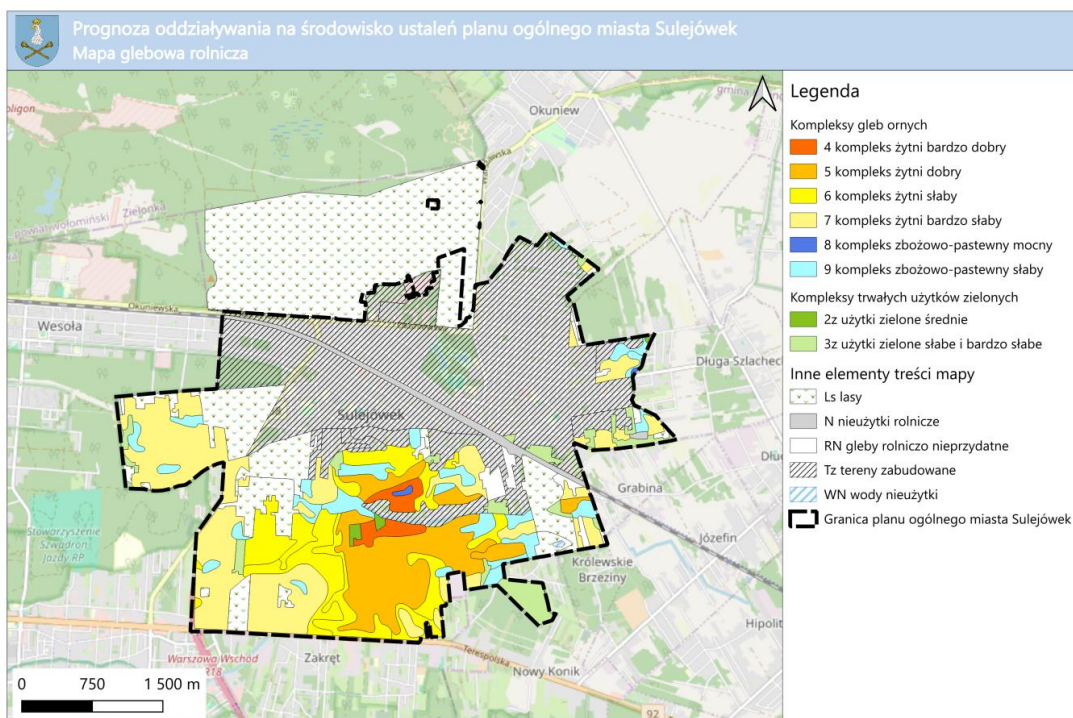 Prognoza oddziaływania na środowisko ustaleń planu ogólnego miasta Sulejówek
Mapa glebowa rolnicza
Legenda
Kompleksy gleb ornych
4 kompleks żytni bardzo dobry
5 kompleks żytni dobry
6 kompleks żytni słaby
7 kompleks żytni bardzo słaby
8 kompleks zbożowo-pastewny mocny
9 kompleks zbożowo-pastewny słaby
Kompleksy trwałych użytków zielonych
2z użytki zielone średnie
3z użytki zielone słabe i bardzo słabe
Inne elementy treści mapy
Ls lasy
N nieużytki rolnicze
RN gleby rolniczo nieprzydatne
Tz tereny zabudowane
WN wody nieużytki
Granica planu ogólnego miasta Sulejówek
oligon
Okuniew
gmina
powiat wołomiński
Zielonka
Okuniewska
Wesoła
Długa Szlachec
Sulejówek
Dłu
Grabina
Stowarzyszenie
Szwadron
Jazdy RP
Józefin
Królewskie
Brzeziny
Hipolit
Warszawa Wschód
Zakręt
Terespolska
Nowy Konik
92
0 750 1 500 m